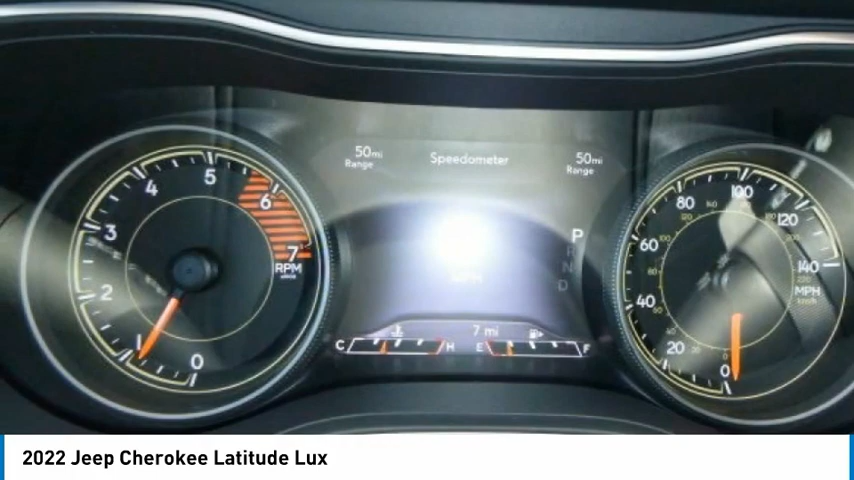 50mi
Range
Speedometer
50mi
Range
0
1
2
3
4
5
6
7
RPM
P
R
N
D
7 mi
C H
E F
0
20
40
60
80
100
120
140
MPH
km/h
2022 Jeep Cherokee Latitude Lux